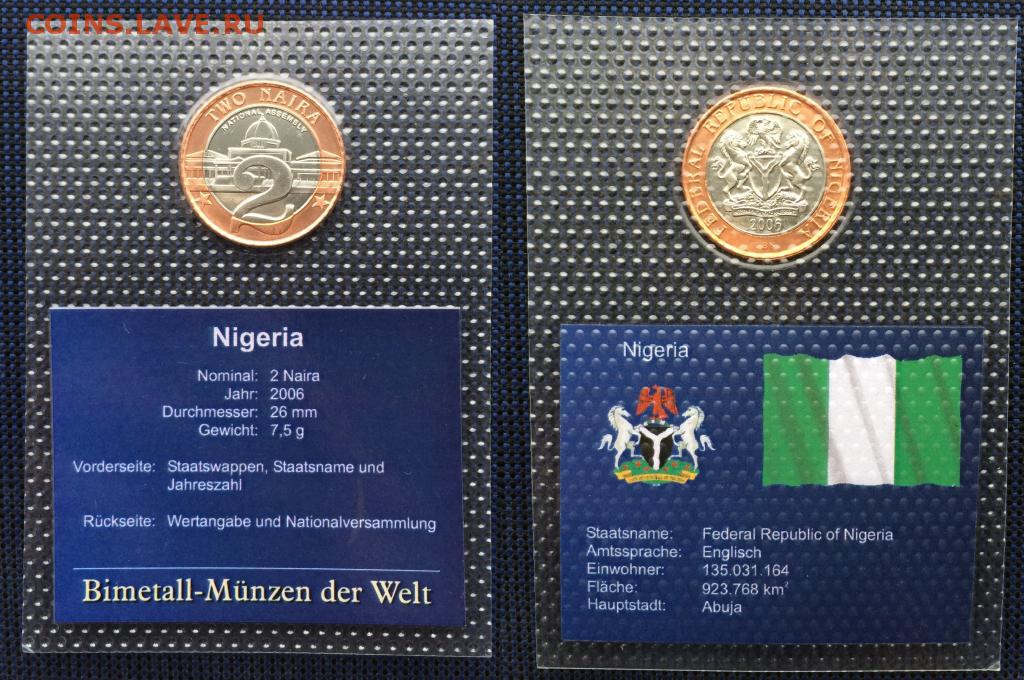 COINS.LAVE.RU
TWO NAIRA
NATIONAL ASSEMBLY
2
Nigeria
Nominal: 2 Naira
Jahr: 2006
Durchmesser: 26 mm
Gewicht: 7,5 g
Vorderseite: Staatswappen, Staatsname und
Jahreszahl
Rückseite: Wertangabe und Nationalversammlung
Bimetall-Münzen der Welt
FEDERAL REPUBLIC OF NIGERIA
2006
Nigeria
Staatsname: Federal Republic of Nigeria
Amtssprache: Englisch
Einwohner: 135.031.164
Fläche: 923.768 km²
Hauptstadt: Abuja